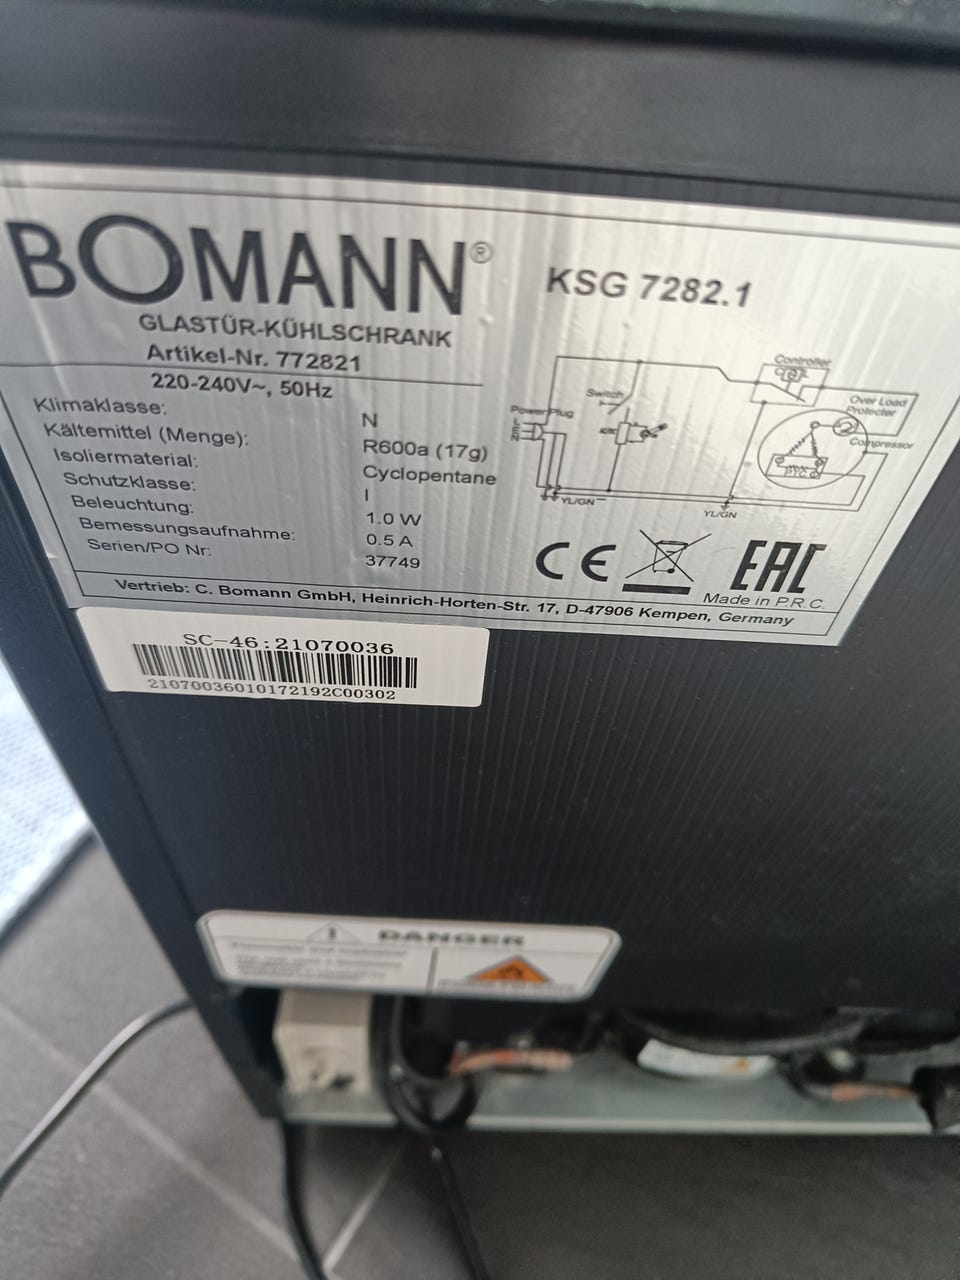 BOMANN®
KSG 7282.1
GLASTÜR-KÜHLSCHRANK
Artikel-Nr. 772821
220-240V~, 50Hz
Klimaklasse: N
Kältemittel (Menge): R600a (17g)
Isoliermaterial: Cyclopentane
Schutzklasse: I
Beleuchtung: 1.0 W
Bemessungsaufnahme: 0.5 A
Serien/PO Nr: 37749
Controller
Switch
Over Load
Protecter
Power Plug
Compressor
L
E
N
P.T.C.
YL/GN
YL/GN
CE
EAC
Made in P.R.C.
Vertrieb: C. Bomann GmbH, Heinrich-Horten-Str. 17, D-47906 Kempen, Germany
SC-46:21070036
21070036010172192C00302
DANGER